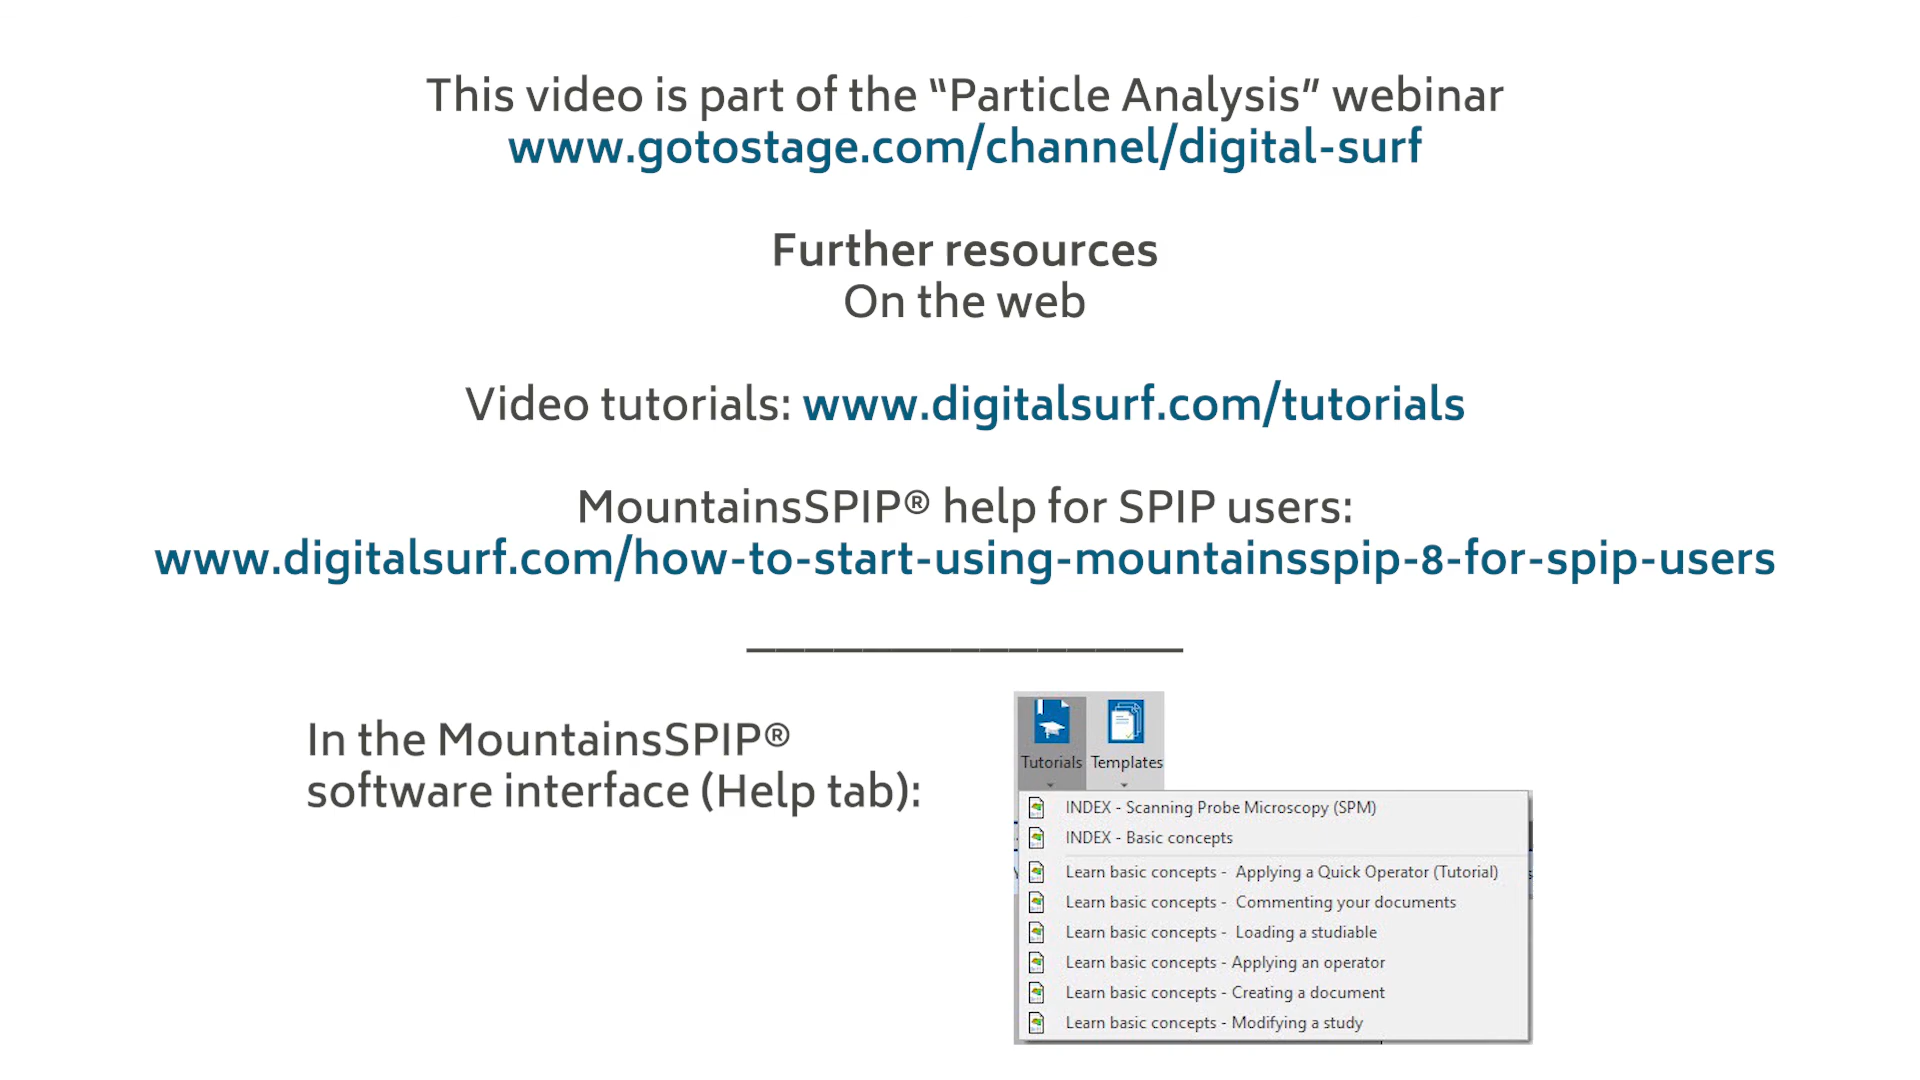 This video is part of the “Particle Analysis” webinar
www.gotostage.com/channel/digital-surf
Further resources
On the web
Video tutorials: www.digitalsurf.com/tutorials
MountainsSPIP® help for SPIP users:
www.digitalsurf.com/how-to-start-using-mountainsspip-8-for-spip-users
In the MountainsSPIP®
software interface (Help tab):
Tutorials Templates
INDEX - Scanning Probe Microscopy (SPM)
INDEX - Basic concepts
Learn basic concepts - Applying a Quick Operator (Tutorial)
Learn basic concepts - Commenting your documents
Learn basic concepts - Loading a studiable
Learn basic concepts - Applying an operator
Learn basic concepts - Creating a document
Learn basic concepts - Modifying a study